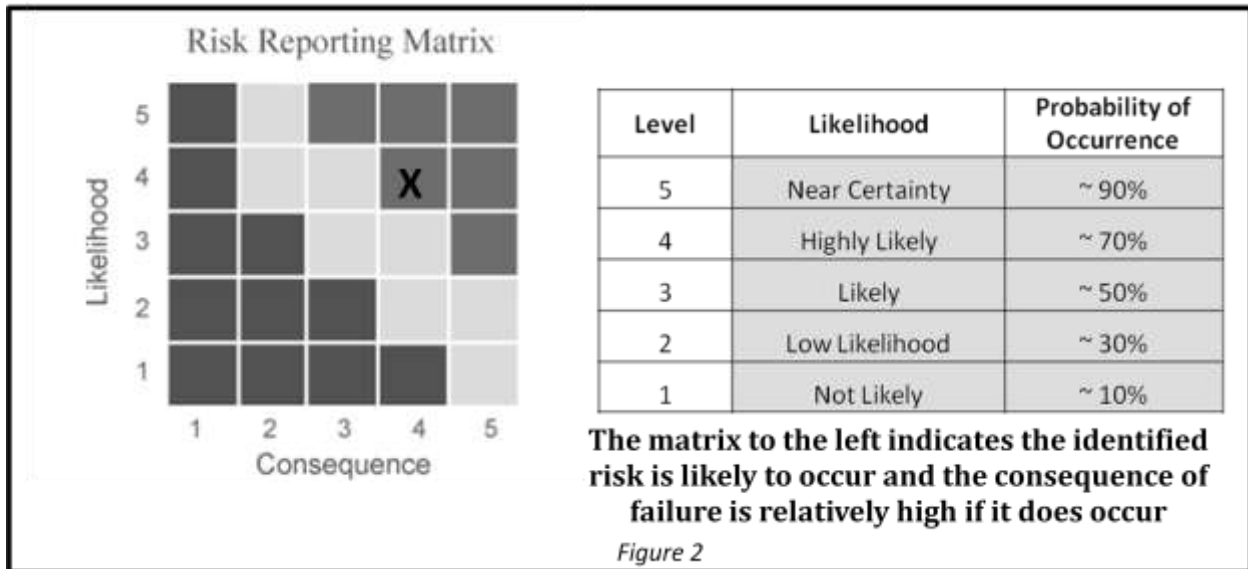 Risk Reporting Matrix
Likelihood
5
4
X
3
2
1
1 2 3 4 5
Consequence
Level Likelihood Probability of
Occurrence
5 Near Certainty ~ 90%
4 Highly Likely ~ 70%
3 Likely ~ 50%
2 Low Likelihood ~ 30%
1 Not Likely ~ 10%
The matrix to the left indicates the identified
risk is likely to occur and the consequence of
failure is relatively high if it does occur
Figure 2